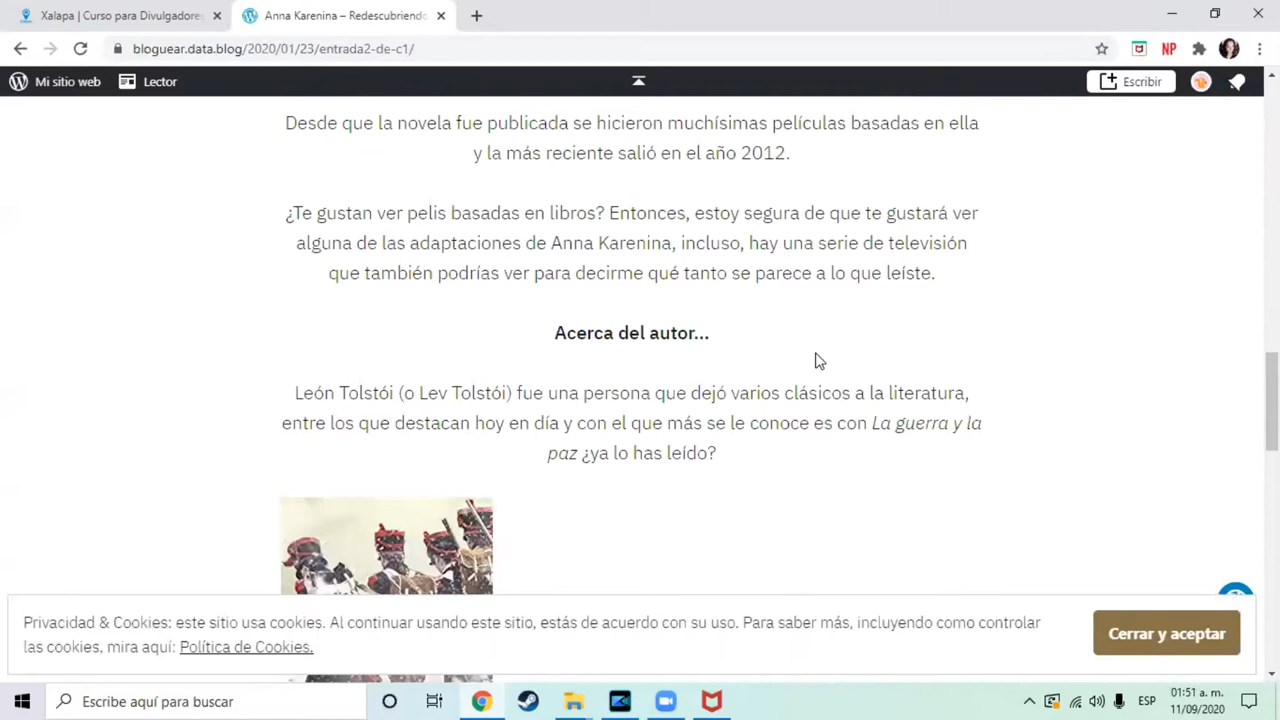 Xalapa | Curso para Divulgadores
Anna Karenina – Redescubriendo
bloguear.data.blog/2020/01/23/entrada2-de-c1/
NP
Mi sitio web
Lector
Escribir
Desde que la novela fue publicada se hicieron muchísimas películas basadas en ella
y la más reciente salió en el año 2012.
¿Te gustan ver pelis basadas en libros? Entonces, estoy segura de que te gustará ver
alguna de las adaptaciones de Anna Karenina, incluso, hay una serie de televisión
que también podrías ver para decirme qué tanto se parece a lo que leíste.
Acerca del autor...
León Tolstói (o Lev Tolstói) fue una persona que dejó varios clásicos a la literatura,
entre los que destacan hoy en día y con el que más se le conoce es con La guerra y la
paz ¿ya lo has leído?
Privacidad & Cookies: este sitio usa cookies. Al continuar usando este sitio, estás de acuerdo con su uso. Para saber más, incluyendo como controlar
las cookies, mira aquí: Política de Cookies.
Cerrar y aceptar
Escribe aquí para buscar
ESP
01:51 a. m.
11/09/2020